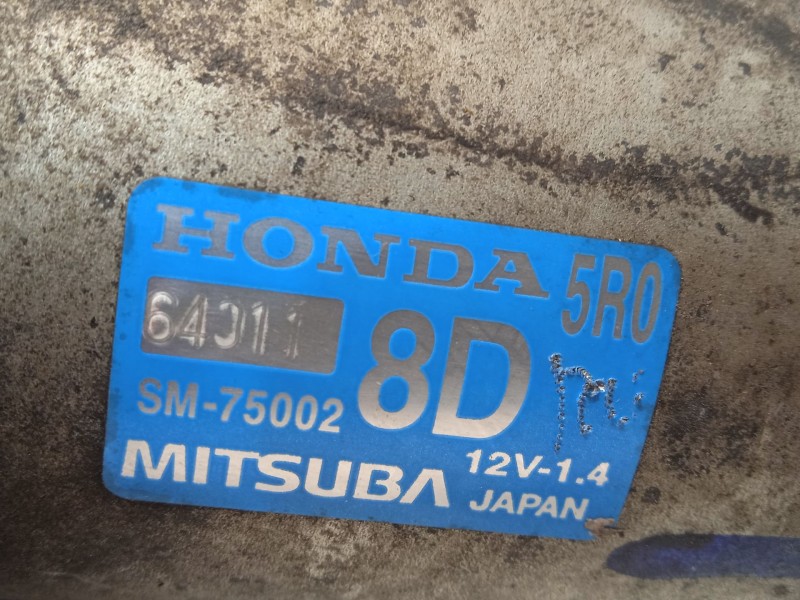 HONDA 5R0
64011
8D
SM-75002
12V-1.4
MITSUBA JAPAN